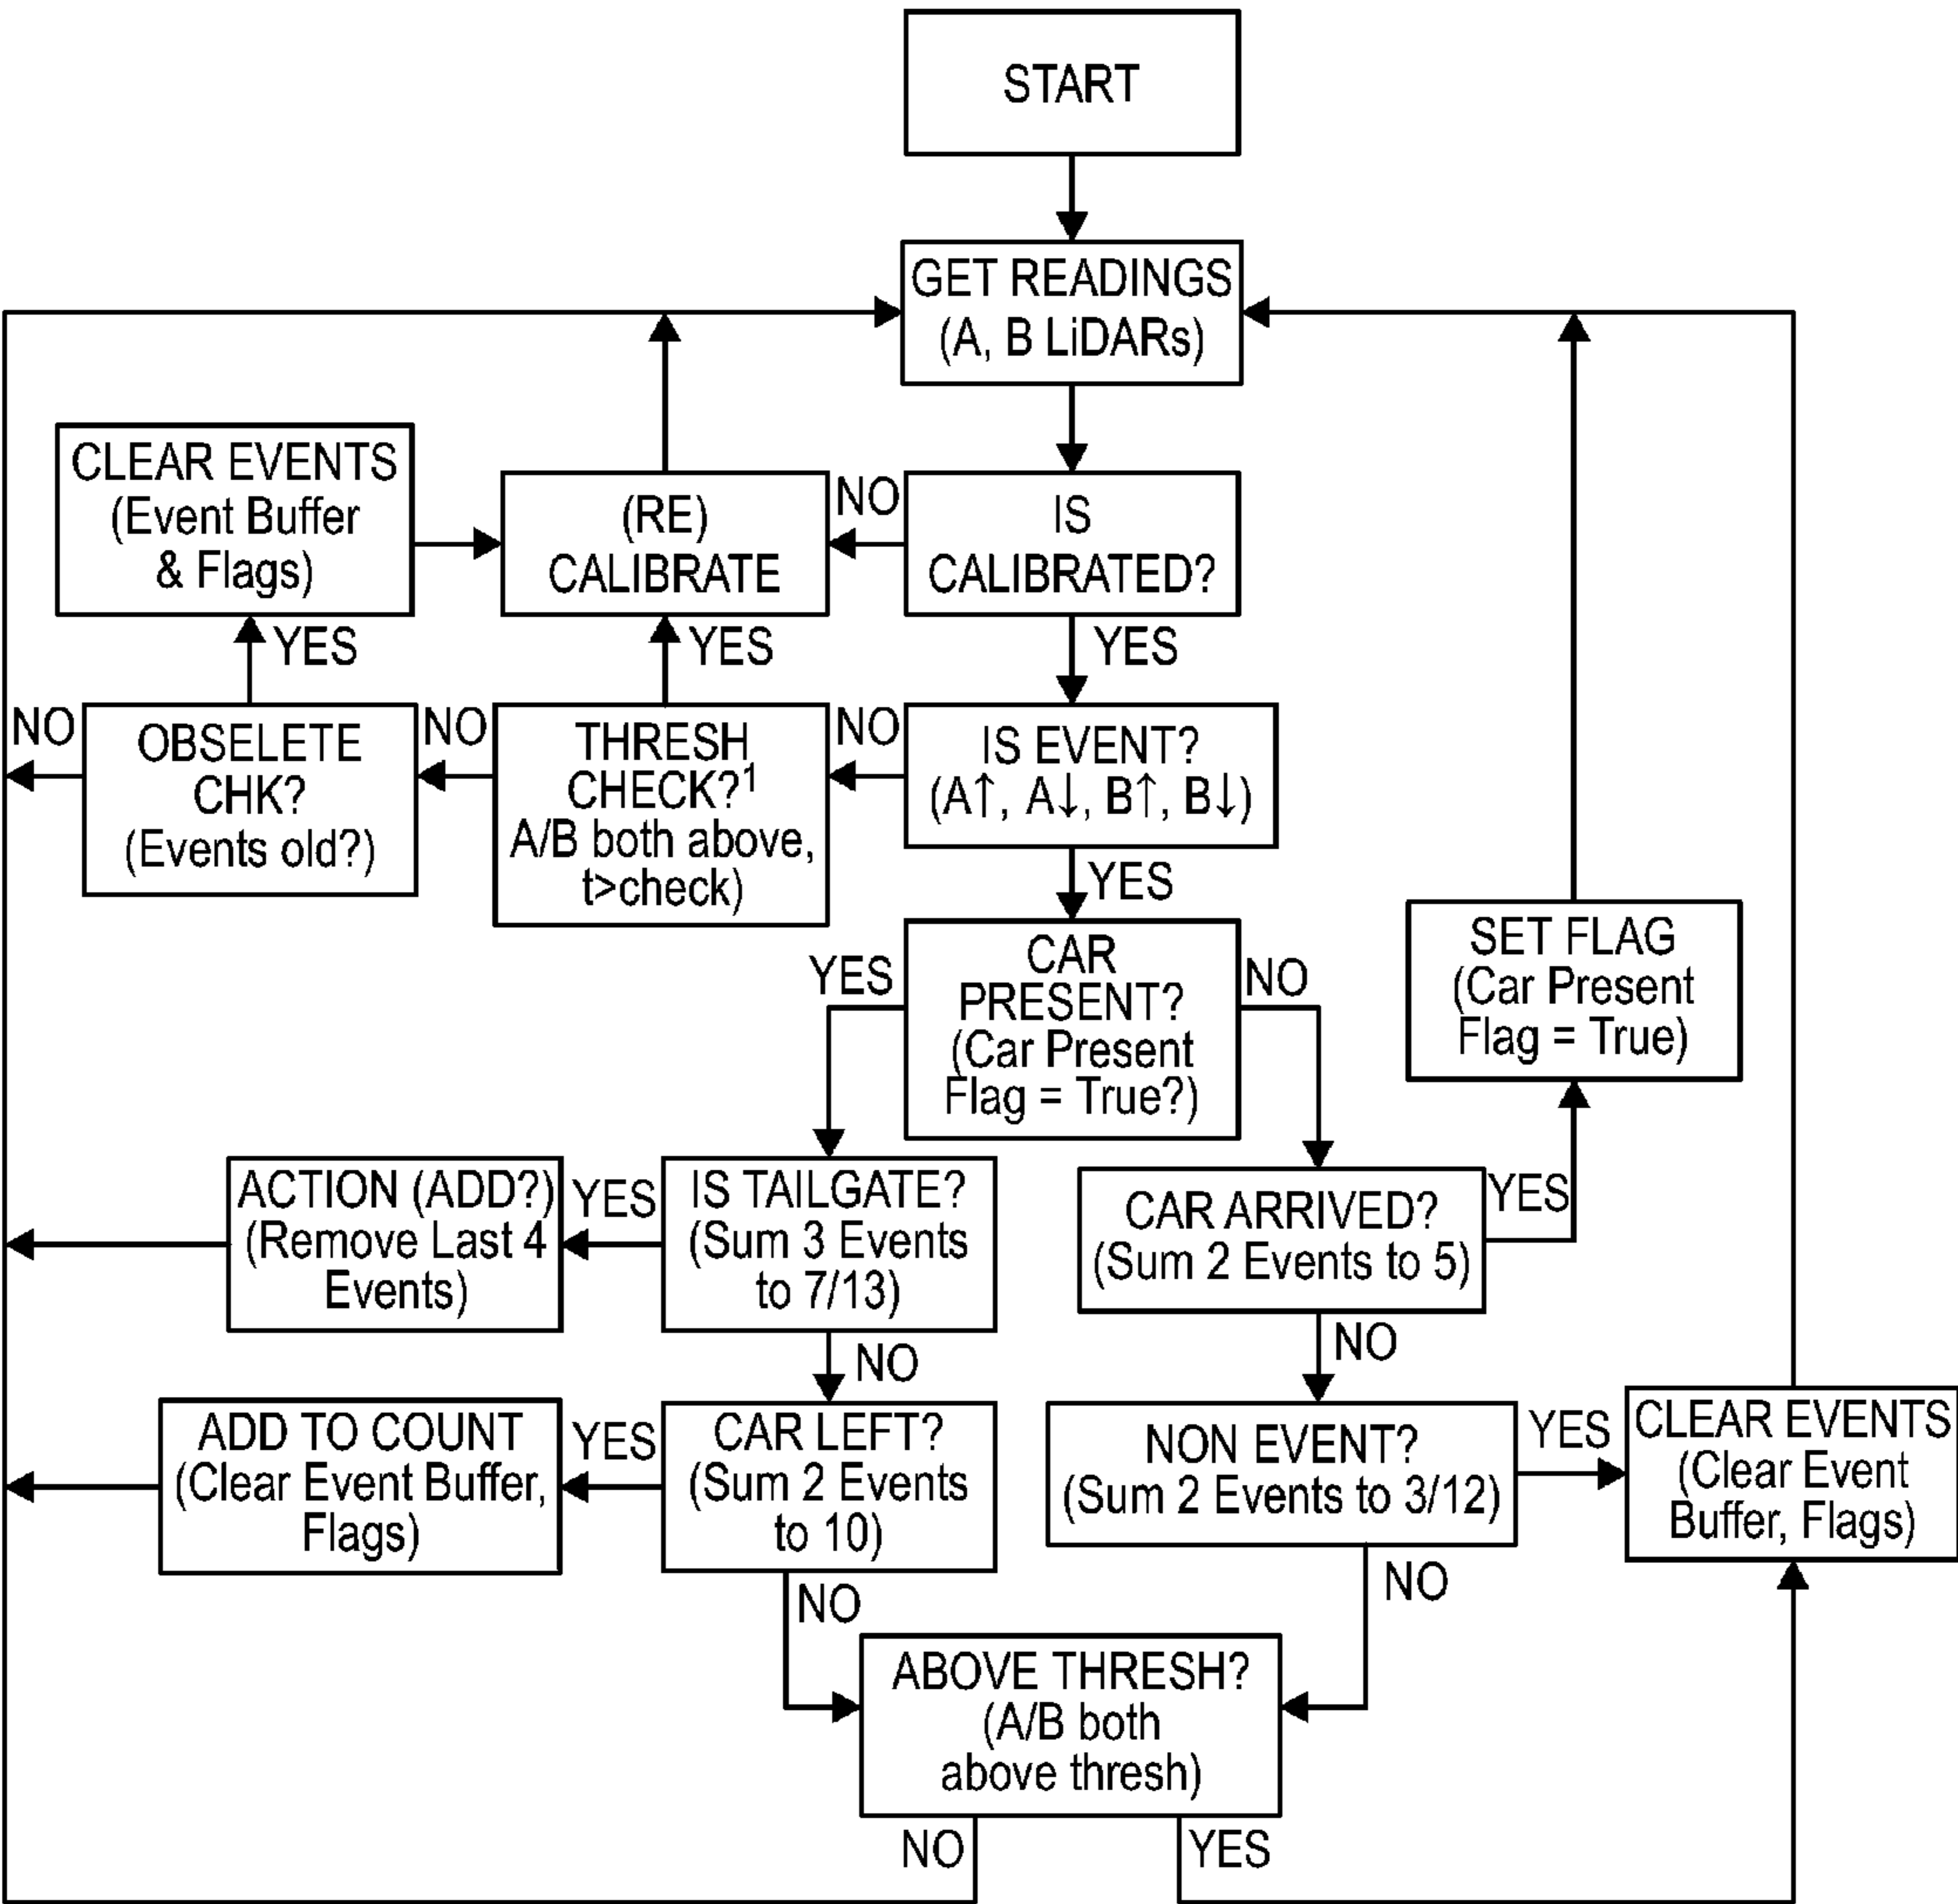 START
GET READINGS
(A, B LiDARs)
CLEAR EVENTS
(Event Buffer
& Flags)
(RE)
CALIBRATE
NO
IS
CALIBRATED?
YES
YES
YES
NO
OBSELETE
CHK?
(Events old?)
NO
THRESH
CHECK?¹
A/B both above,
t>check)
NO
IS EVENT?
(A↑, A↓, B↑, B↓)
YES
YES
CAR
PRESENT?
(Car Present
Flag = True?)
NO
SET FLAG
(Car Present
Flag = True)
ACTION (ADD?)
(Remove Last 4
Events)
YES
IS TAILGATE?
(Sum 3 Events
to 7/13)
CAR ARRIVED?
(Sum 2 Events to 5)
YES
NO
NO
ADD TO COUNT
(Clear Event Buffer,
Flags)
YES
CAR LEFT?
(Sum 2 Events
to 10)
NON EVENT?
(Sum 2 Events to 3/12)
YES
CLEAR EVENTS
(Clear Event
Buffer, Flags)
NO
NO
ABOVE THRESH?
(A/B both
above thresh)
NO
YES